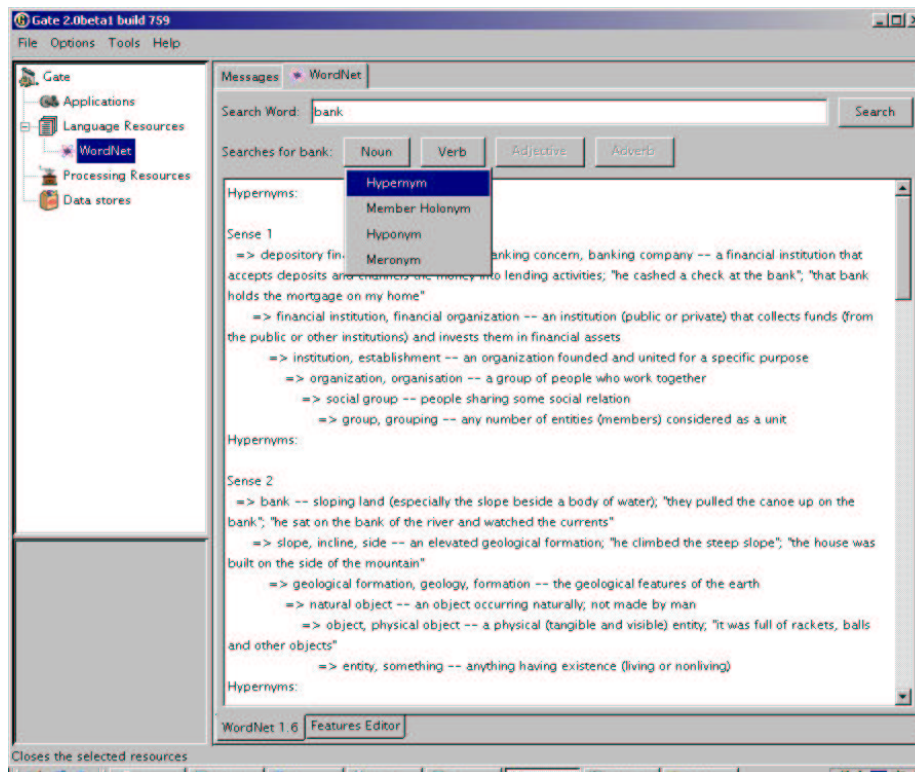 Gate 2.0beta1 build 759
File Options Tools Help
Gate
Applications
Language Resources
WordNet
Processing Resources
Data stores
Messages WordNet
Search Word: bank Search
Searches for bank: Noun Verb Adjective Adverb
Hypernym
Member Holonym
Hyponym
Meronym
Hypernyms:
Sense 1
=> depository fin anking concern, banking company -- a financial institution that
accepts deposits and channels the money into lending activities; "he cashed a check at the bank"; "that bank
holds the mortgage on my home"
=> financial institution, financial organization -- an institution (public or private) that collects funds (from
the public or other institutions) and invests them in financial assets
=> institution, establishment -- an organization founded and united for a specific purpose
=> organization, organisation -- a group of people who work together
=> social group -- people sharing some social relation
=> group, grouping -- any number of entities (members) considered as a unit
Hypernyms:
Sense 2
=> bank -- sloping land (especially the slope beside a body of water); "they pulled the canoe up on the
bank"; "he sat on the bank of the river and watched the currents"
=> slope, incline, side -- an elevated geological formation; "he climbed the steep slope"; "the house was
built on the side of the mountain"
=> geological formation, geology, formation -- the geological features of the earth
=> natural object -- an object occurring naturally; not made by man
=> object, physical object -- a physical (tangible and visible) entity; "it was full of rackets, balls
and other objects"
=> entity, something -- anything having existence (living or nonliving)
Hypernyms:
WordNet 1.6 Features Editor
Closes the selected resources